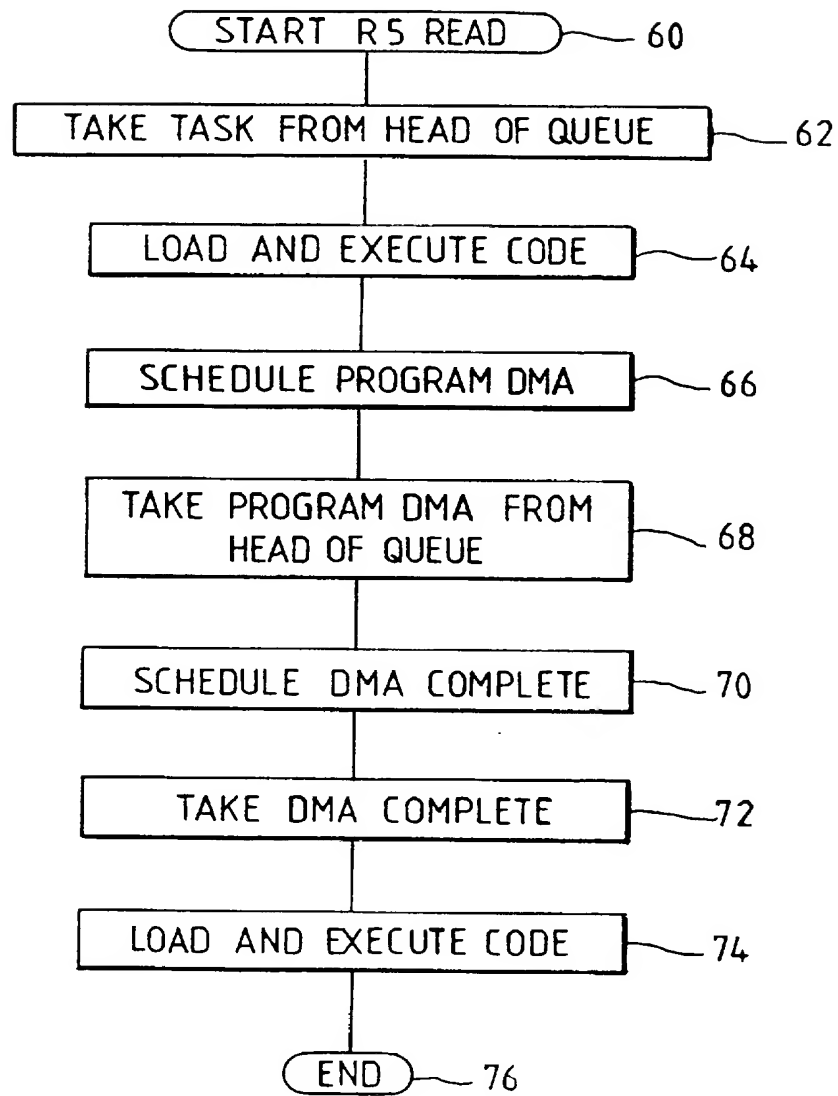 START R5 READ 60
TAKE TASK FROM HEAD OF QUEUE 62
LOAD AND EXECUTE CODE 64
SCHEDULE PROGRAM DMA 66
TAKE PROGRAM DMA FROM
HEAD OF QUEUE 68
SCHEDULE DMA COMPLETE 70
TAKE DMA COMPLETE 72
LOAD AND EXECUTE CODE 74
END 76